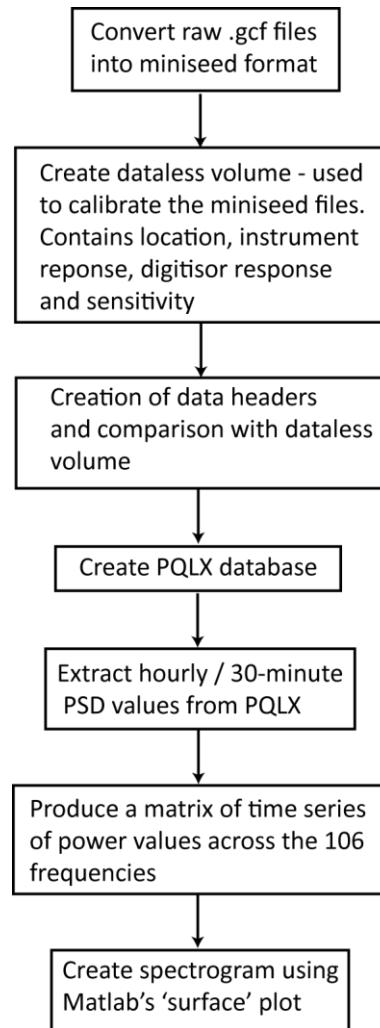 Convert raw .gcf files
into miniseed format
Create dataless volume - used
to calibrate the miniseed files.
Contains location, instrument
reponse, digitisor response
and sensitivity
Creation of data headers
and comparison with dataless
volume
Create PQLX database
Extract hourly / 30-minute
PSD values from PQLX
Produce a matrix of time series
of power values across the 106
frequencies
Create spectrogram using
Matlab's ‘surface’ plot